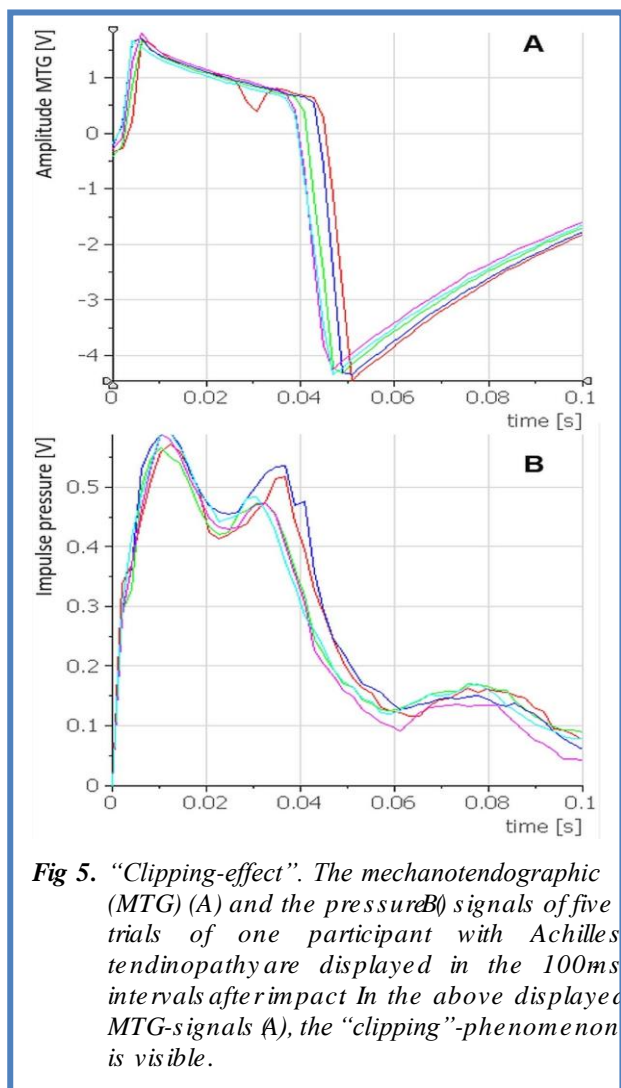 A
Amplitude MTG [V]
1
0
-1
-2
-3
-4
0 0.02 0.04 0.06 0.08 0.1
time [s]
B
Impulse pressure [V]
0.5
0.4
0.3
0.2
0.1
0
0 0.02 0.04 0.06 0.08 0.1
time [s]
Fig 5. “Clipping-effect”. The mechanotendographic
(MTG) (A) and the pressureB() signals of five
trials of one participant with Achilles
tendinopathy are displayed in the 100ms
intervals after impact. In the above displayed
MTG-signals (A), the “clipping”-phenomenon
is visible.